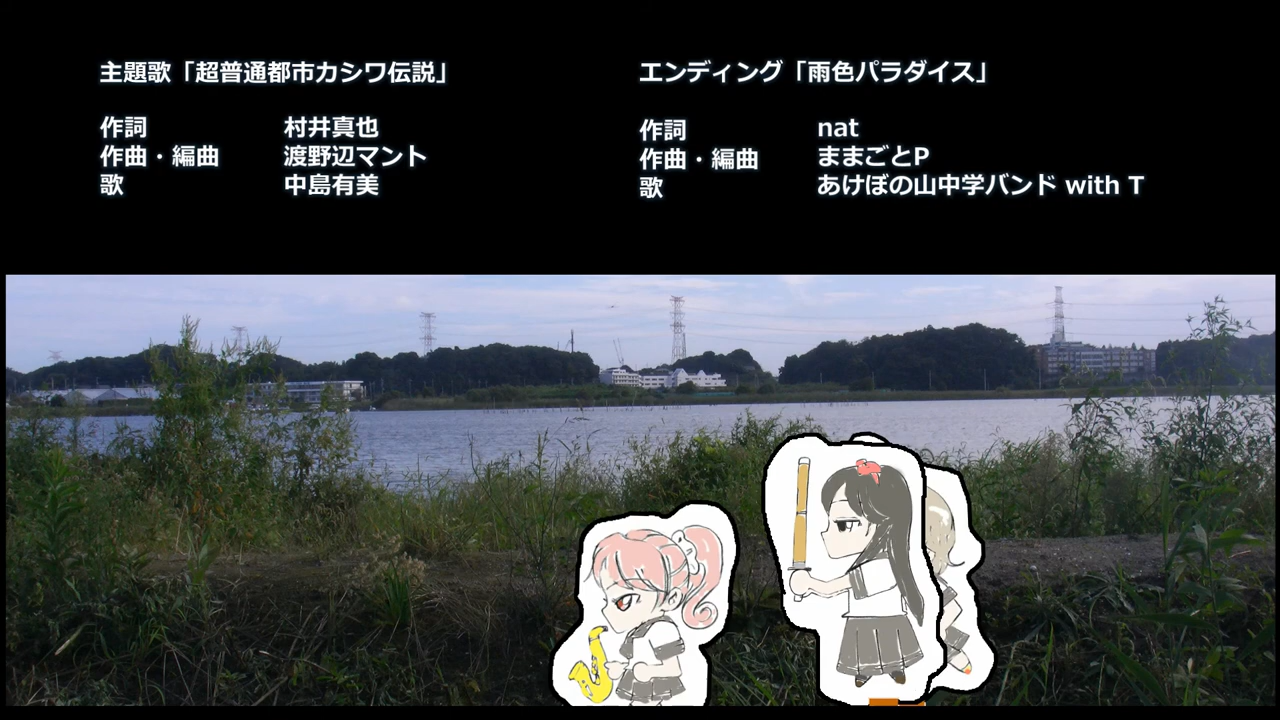 主題歌「超普通都市カシワ伝説」
作詞 村井真也
作曲・編曲 渡野辺マント
歌 中島有美
エンディング「雨色パラダイス」
作詞 nat
作曲・編曲 ままごとP
歌 あけぼの山中学バンド with T